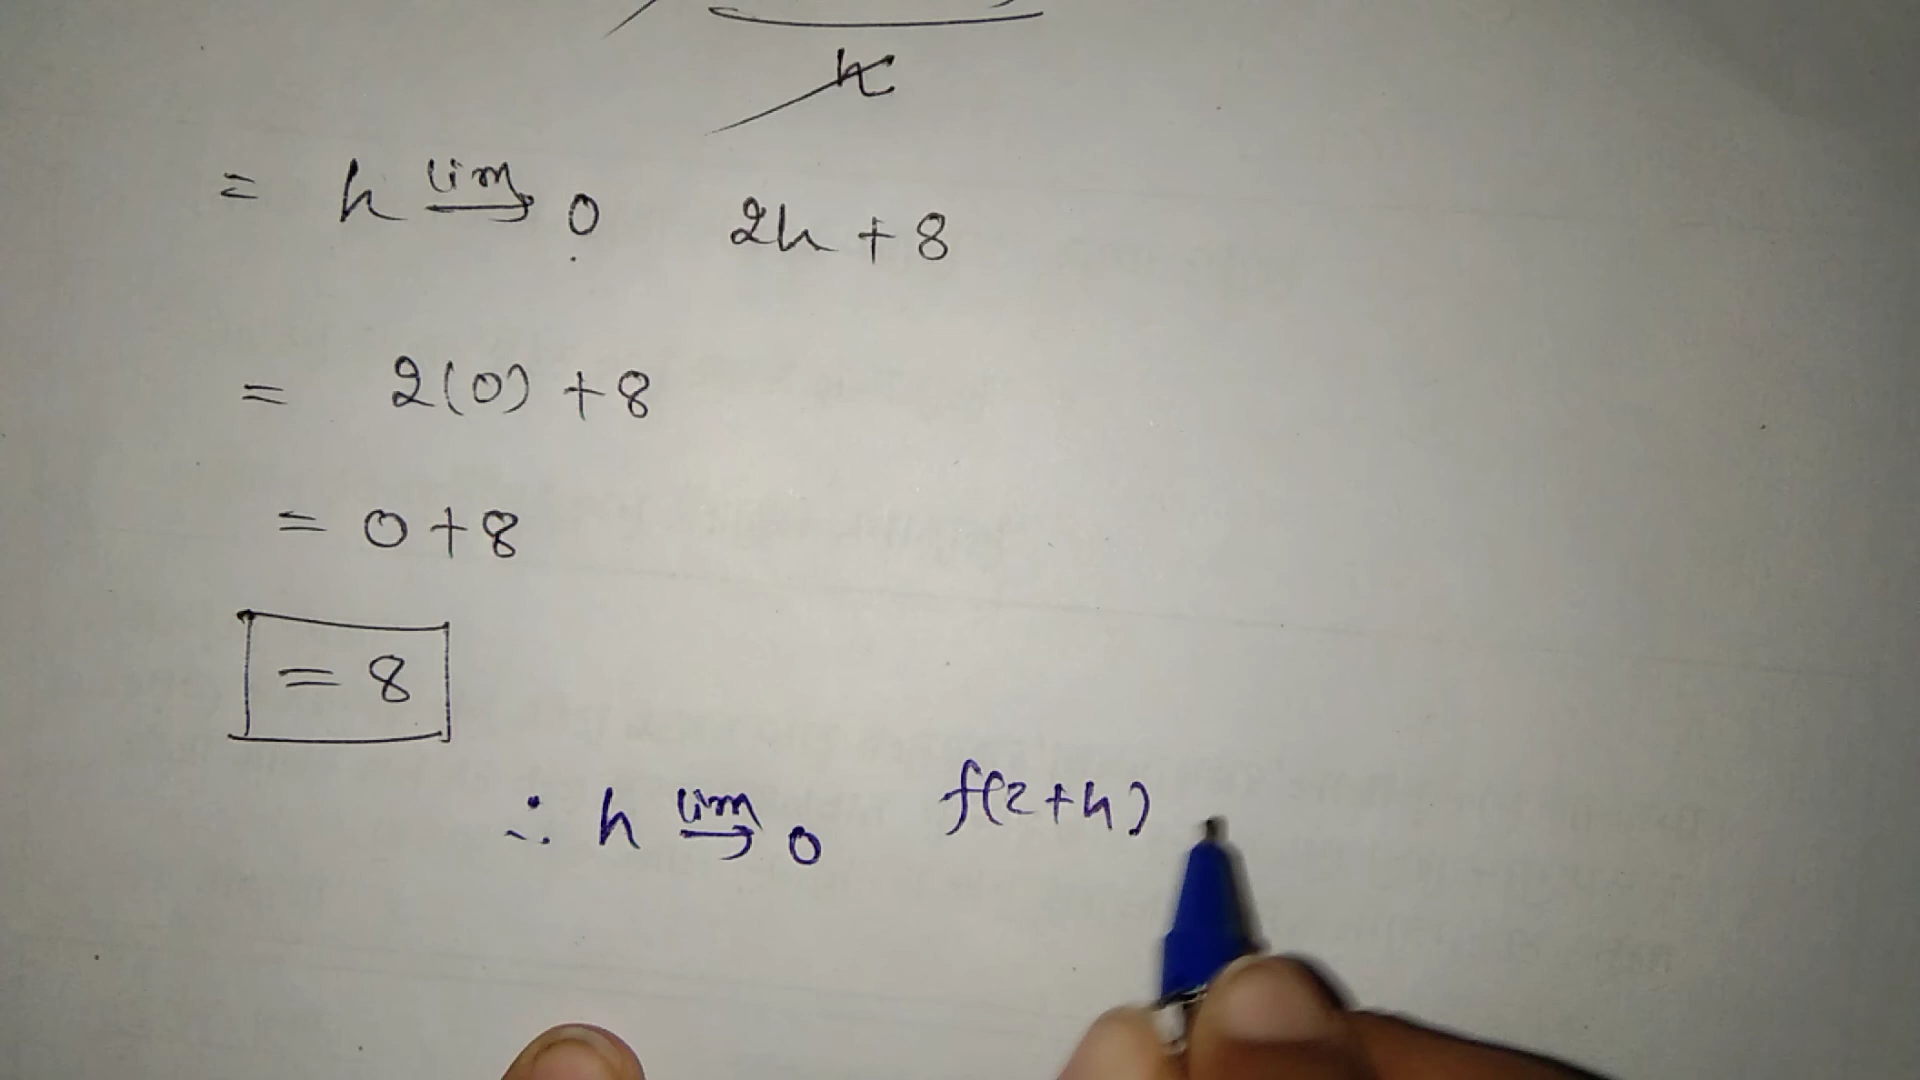 h
= h lim→ 0 2h + 8
= 2(0) + 8
= 0 + 8
= 8
∴ h lim→ 0 f(2+h)